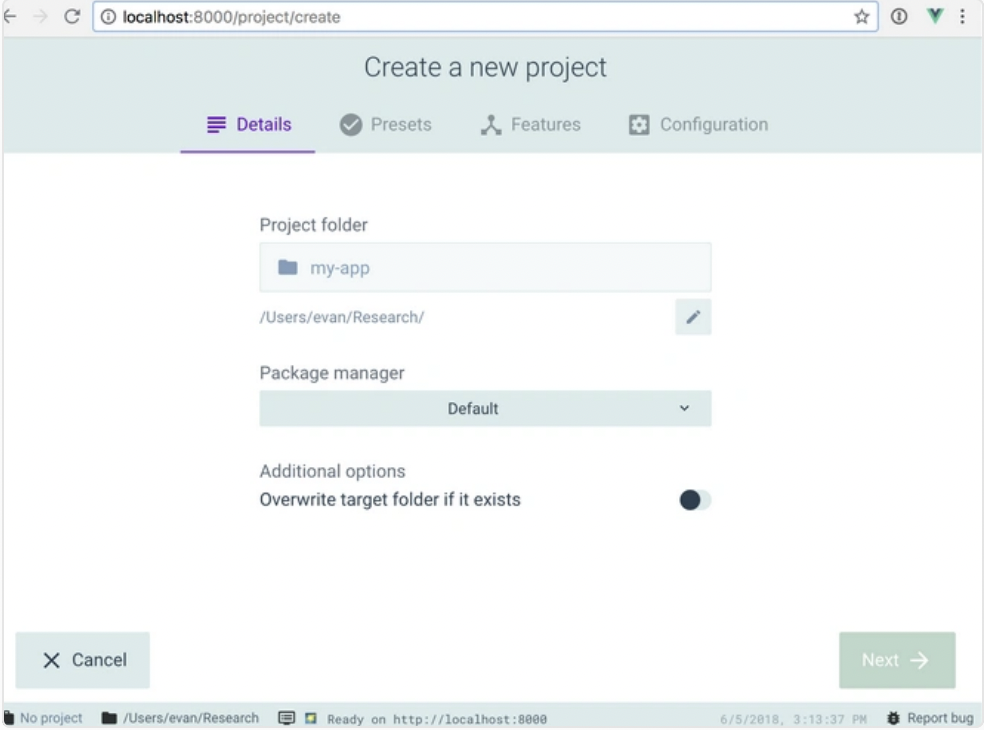 localhost:8000/project/create
Create a new project
Details Presets Features Configuration
Project folder
my-app
/Users/evan/Research/
Package manager
Default
Additional options
Overwrite target folder if it exists
Cancel Next
No project /Users/evan/Research Ready on http://localhost:8000 6/5/2018, 3:13:37 PM Report bug